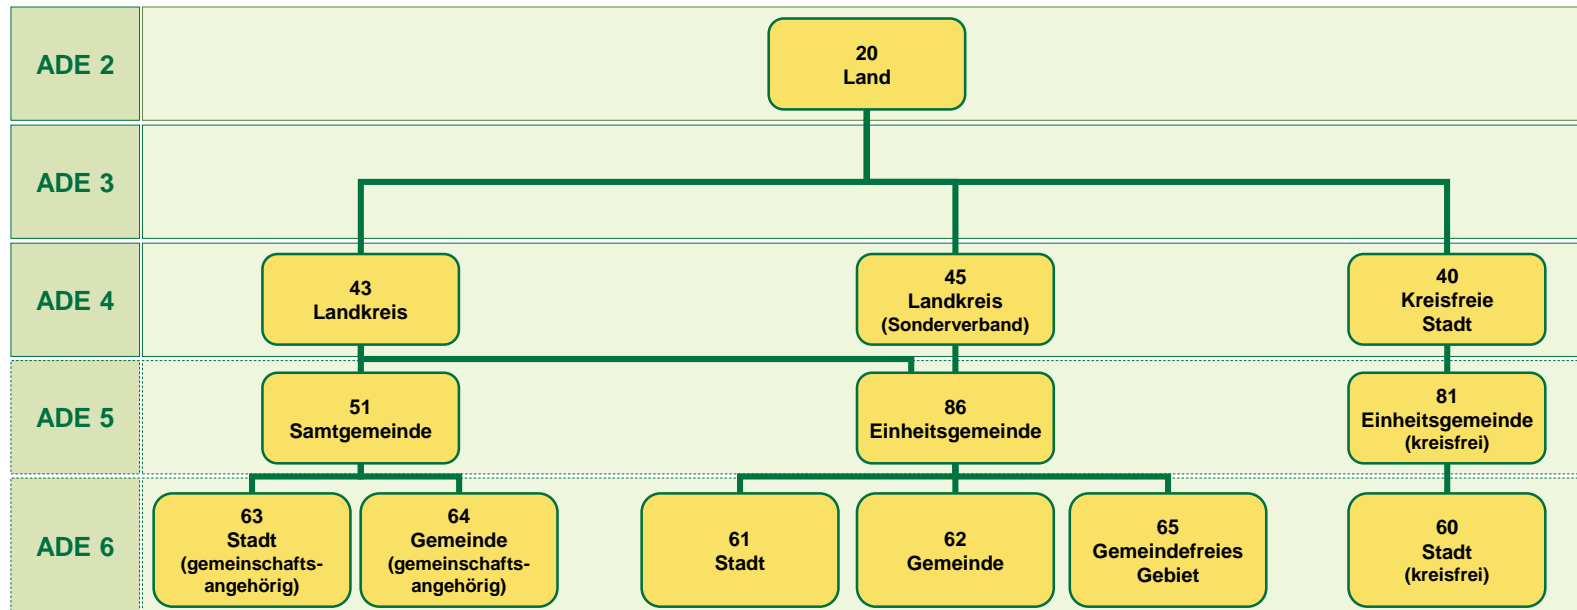 ADE 2
20
Land
ADE 3
ADE 4
43
Landkreis
45
Landkreis
(Sonderverband)
40
Kreisfreie
Stadt
ADE 5
51
Samtgemeinde
86
Einheitsgemeinde
81
Einheitsgemeinde
(kreisfrei)
ADE 6
63
Stadt
(gemeinschafts-
angehörig)
64
Gemeinde
(gemeinschafts-
angehörig)
61
Stadt
62
Gemeinde
65
Gemeindefreies
Gebiet
60
Stadt
(kreisfrei)